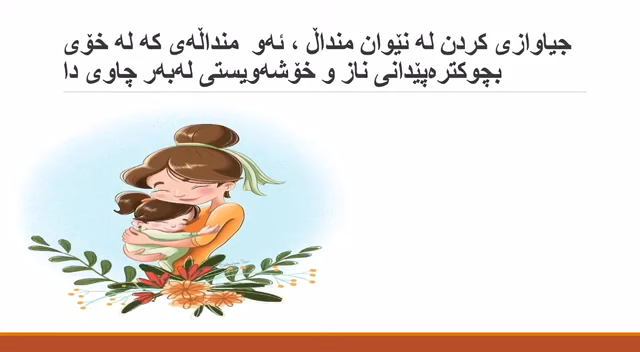 جیاوازی کردن لە نێوان منداڵ ، ئەو منداڵەی کە لە خۆی
بچوکترەپێدانی ناز و خۆشەویستی لەبەر چاوی دا